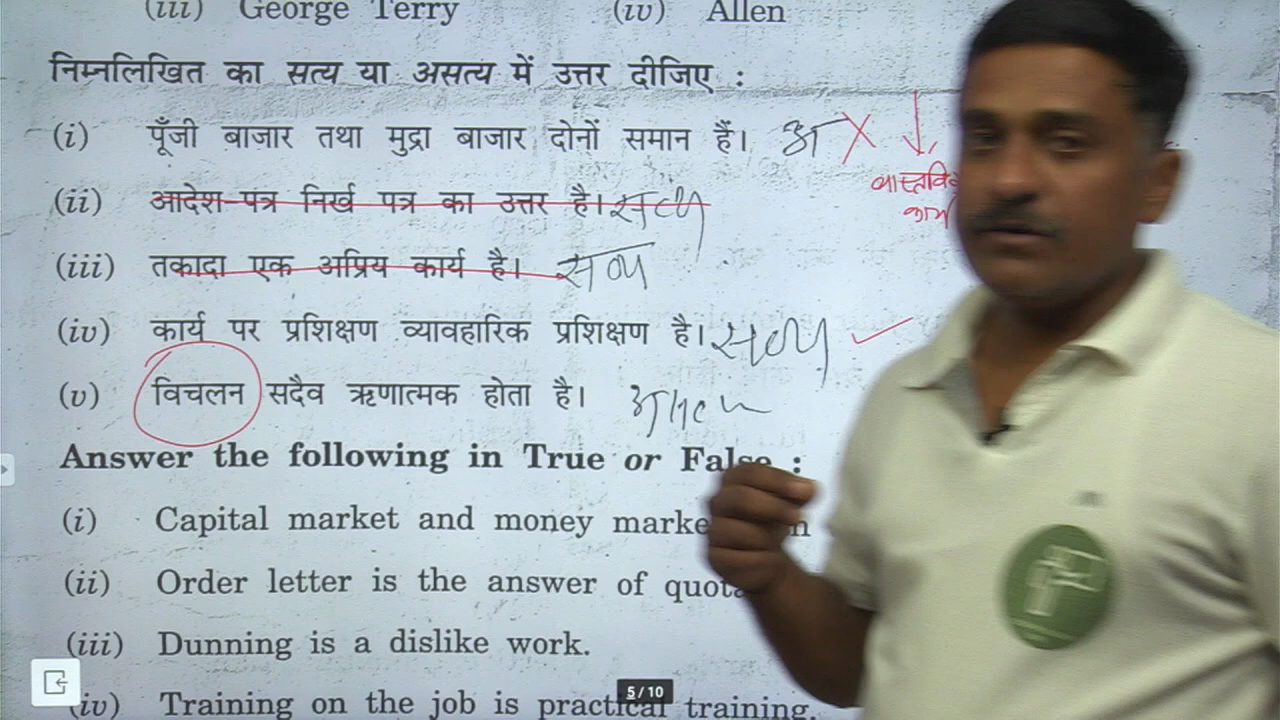 (iii) George Terry (iv) Allen
निम्नलिखित का सत्य या असत्य में उत्तर दीजिए :
(i) पूँजी बाजार तथा मुद्रा बाजार दोनों समान हैं। अ
(ii) आदेश-पत्र निर्ख पत्र का उत्तर है। सत्य
(iii) तकादा एक अप्रिय कार्य है। सत्य
(iv) कार्य पर प्रशिक्षण व्यावहारिक प्रशिक्षण है। सत्य
(v) विचलन सदैव ऋणात्मक होता है। असत्य
Answer the following in True or False :
(i) Capital market and money
(ii) Order letter is the answer of
(iii) Dunning is a dislike work.
(iv) Training on the job is practical training.
5 / 10